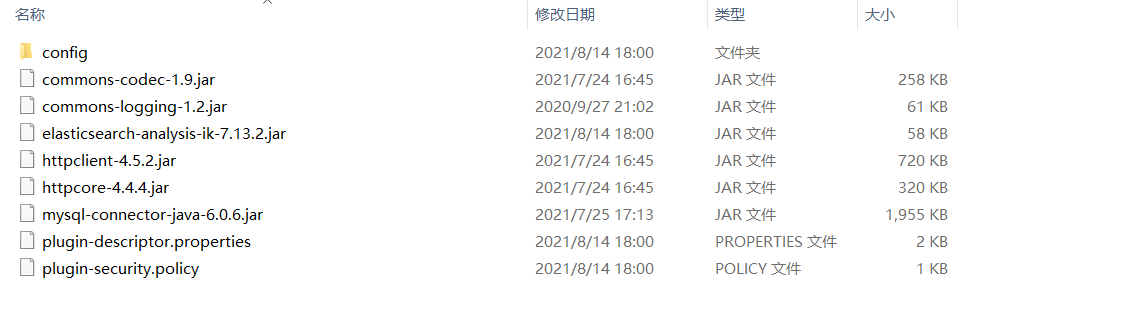 名称 修改日期 类型 大小
config 2021/8/14 18:00 文件夹
commons-codec-1.9.jar 2021/7/24 16:45 JAR 文件 258 KB
commons-logging-1.2.jar 2020/9/27 21:02 JAR 文件 61 KB
elasticsearch-analysis-ik-7.13.2.jar 2021/8/14 18:00 JAR 文件 58 KB
httpclient-4.5.2.jar 2021/7/24 16:45 JAR 文件 720 KB
httpcore-4.4.4.jar 2021/7/24 16:45 JAR 文件 320 KB
mysql-connector-java-6.0.6.jar 2021/7/25 17:13 JAR 文件 1,955 KB
plugin-descriptor.properties 2021/8/14 18:00 PROPERTIES 文件 2 KB
plugin-security.policy 2021/8/14 18:00 POLICY 文件 1 KB